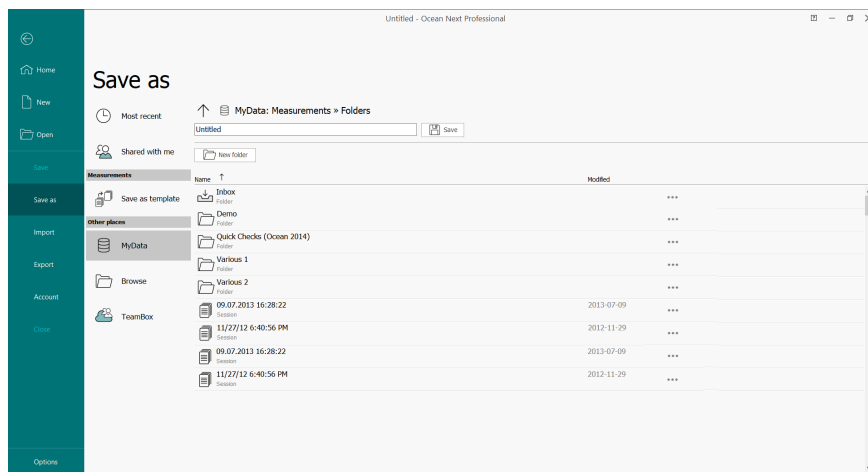 Untitled - Ocean Next Professional
Home
New
Open
Save
Save as
Import
Export
Account
Close
Options
Save as
Most recent
Shared with me
Measurements
Save as template
Other places
MyData
Browse
TeamBox
MyData: Measurements » Folders
Untitled
Save
New folder
Name ↑ Modified
Inbox
Folder
Demo
Folder
Quick Checks (Ocean 2014)
Folder
Various 1
Folder
Various 2
Folder
09.07.2013 16:28:22 2013-07-09
Session
11/27/12 6:40:56 PM 2012-11-29
Session
09.07.2013 16:28:22 2013-07-09
Session
11/27/12 6:40:56 PM 2012-11-29
Session